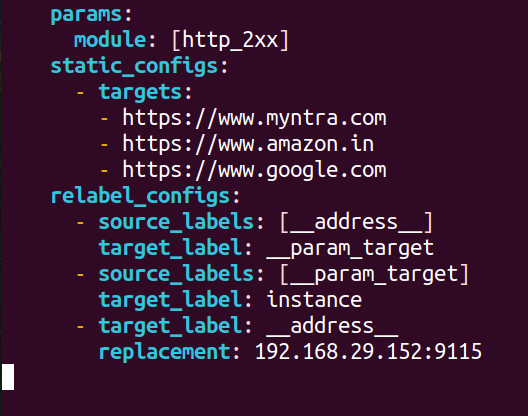 params:
  module: [http_2xx]
static_configs:
  - targets:
    - https://www.myntra.com
    - https://www.amazon.in
    - https://www.google.com
relabel_configs:
  - source_labels: [__address__]
    target_label: __param_target
  - source_labels: [__param_target]
    target_label: instance
  - target_label: __address__
    replacement: 192.168.29.152:9115